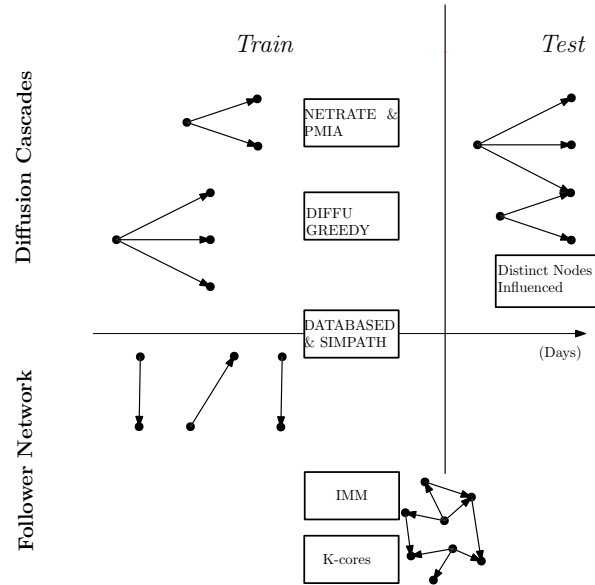 Train
Test
Diffusion Cascades
NETRATE &
PMIA
DIFFU
GREEDY
Distinct Nodes
Influenced
DATABASED
& SIMPATH
(Days)
Follower Network
IMM
K-cores